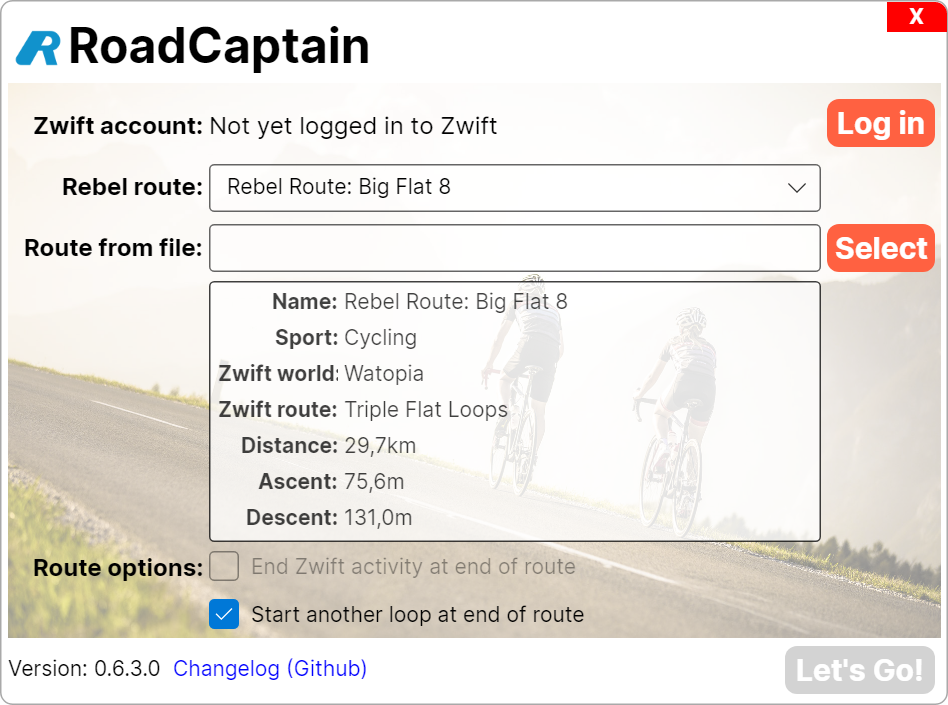 X
RoadCaptain
Zwift account: Not yet logged in to Zwift Log in
Rebel route: Rebel Route: Big Flat 8
Route from file: Select
Name: Rebel Route: Big Flat 8
Sport: Cycling
Zwift world: Watopia
Zwift route: Triple Flat Loops
Distance: 29,7km
Ascent: 75,6m
Descent: 131,0m
Route options: End Zwift activity at end of route
Start another loop at end of route
Version: 0.6.3.0 Changelog (Github) Let's Go!